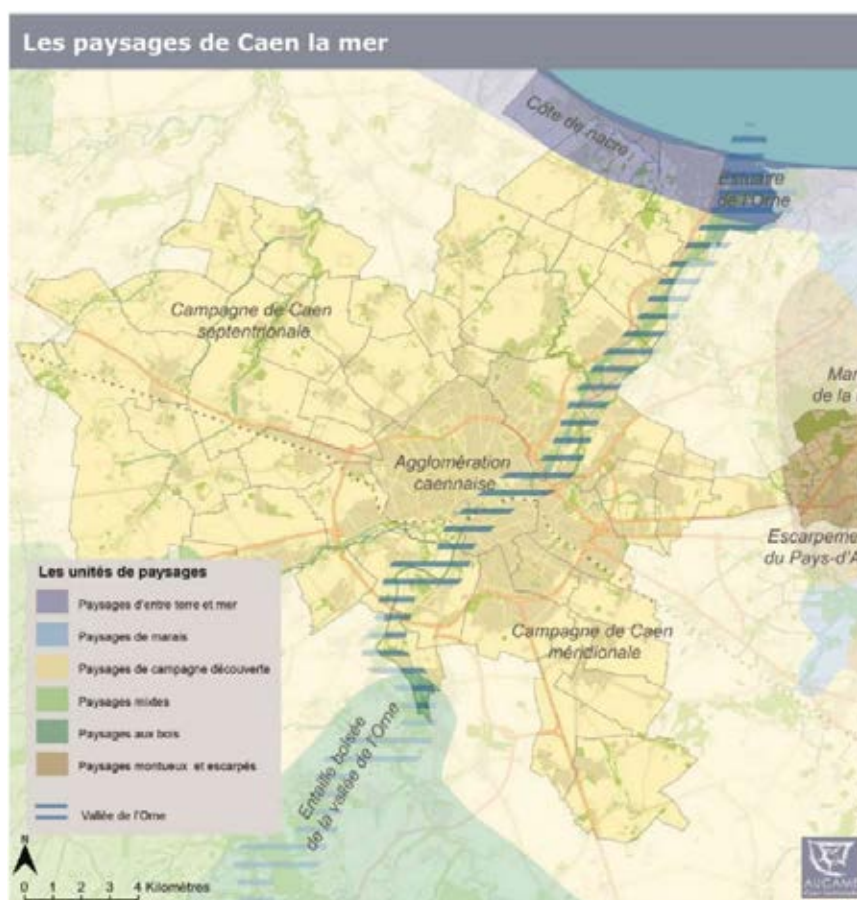 Les paysages de Caen la mer
Côte de nacre
Estuaire
de l'Orne
Campagne de Caen
septentrionale
de la
Agglomération
caennaise
du
Campagne de Caen
méridionale
Entaille boisée
de la vallée de l'Orne
Les unités de paysages
Paysages d'entre terre et mer
Paysages de marais
Paysages de campagne découverte
Paysages mixtes
Paysages aux bois
Paysages montueux et escarpés
Vallée de l'Orne
N
0 1 2 3 4 Kilomètres